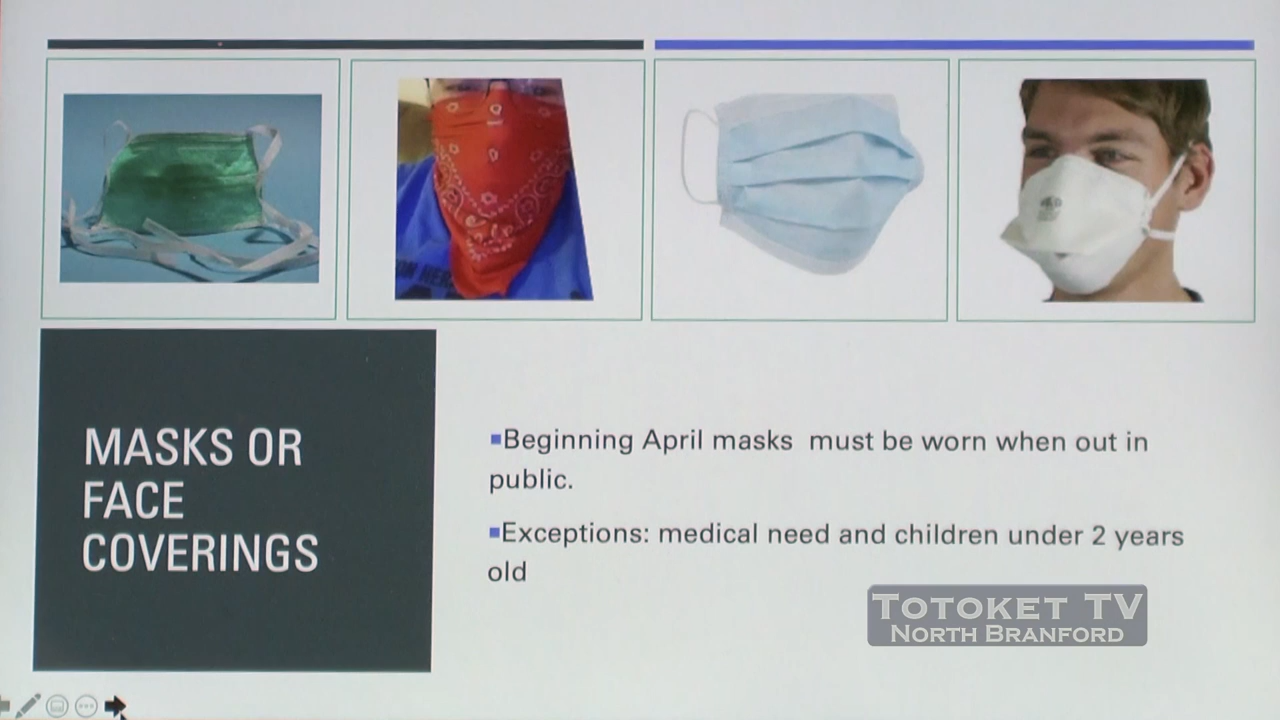 MASKS OR
FACE
COVERINGS
▪Beginning April masks must be worn when out in
public.
▪Exceptions: medical need and children under 2 years
old
TOTOKET TV
NORTH BRANFORD